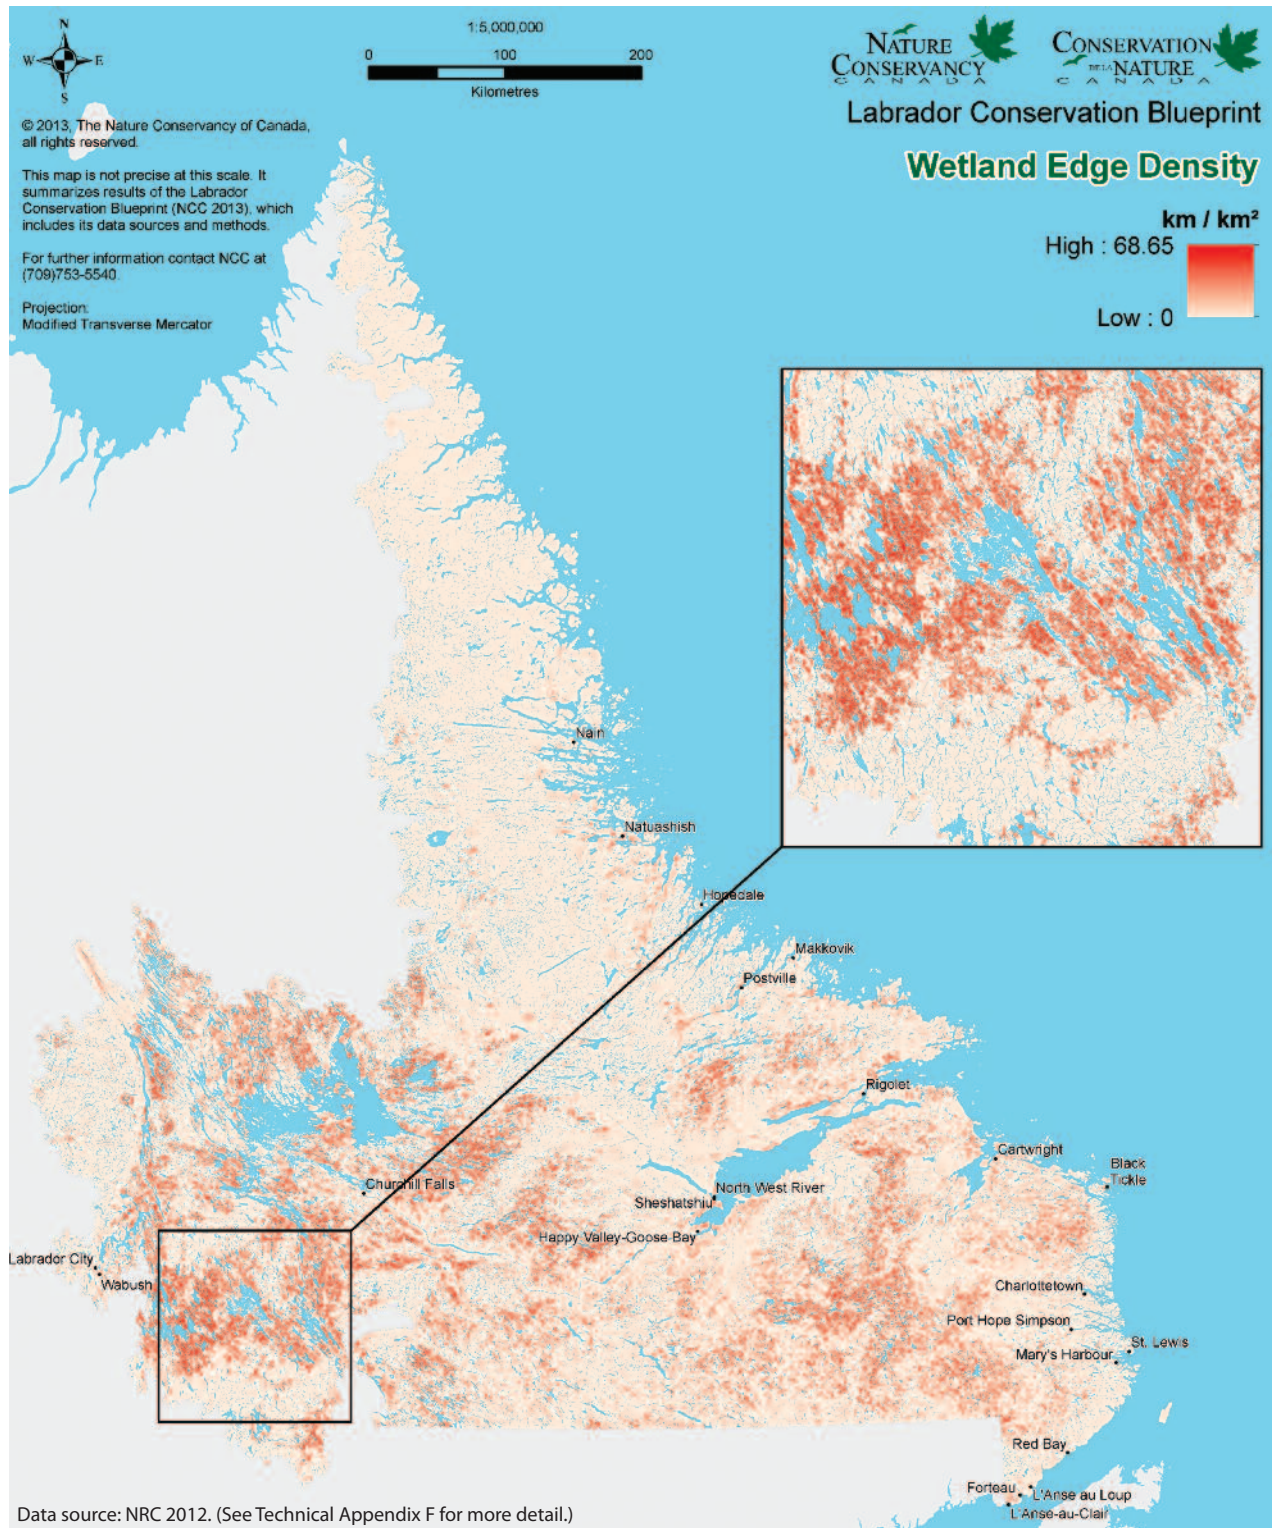 N
W E
S
1:5,000,000
0 100 200
Kilometres
NATURE
CONSERVANCY
CANADA
CONSERVATION
DE LA NATURE
CANADA
Labrador Conservation Blueprint
Wetland Edge Density
km / km²
High : 68.65
Low : 0
© 2013, The Nature Conservancy of Canada,
all rights reserved.
This map is not precise at this scale. It
summarizes results of the Labrador
Conservation Blueprint (NCC 2013), which
includes its data sources and methods.
For further information contact NCC at
(709)753-5540.
Projection:
Modified Transverse Mercator
Nain
Natuashish
Hopedale
Makkovik
Postville
Rigolet
Cartwright
Black
Tickle
Churchill Falls
North West River
Sheshatshiu
Happy Valley-Goose Bay
Labrador City
Wabush
Charlottetown
Port Hope Simpson
St. Lewis
Mary's Harbour
Red Bay
Forteau
L'Anse au Loup
L'Anse-au-Clair
Data source: NRC 2012. (See Technical Appendix F for more detail.)